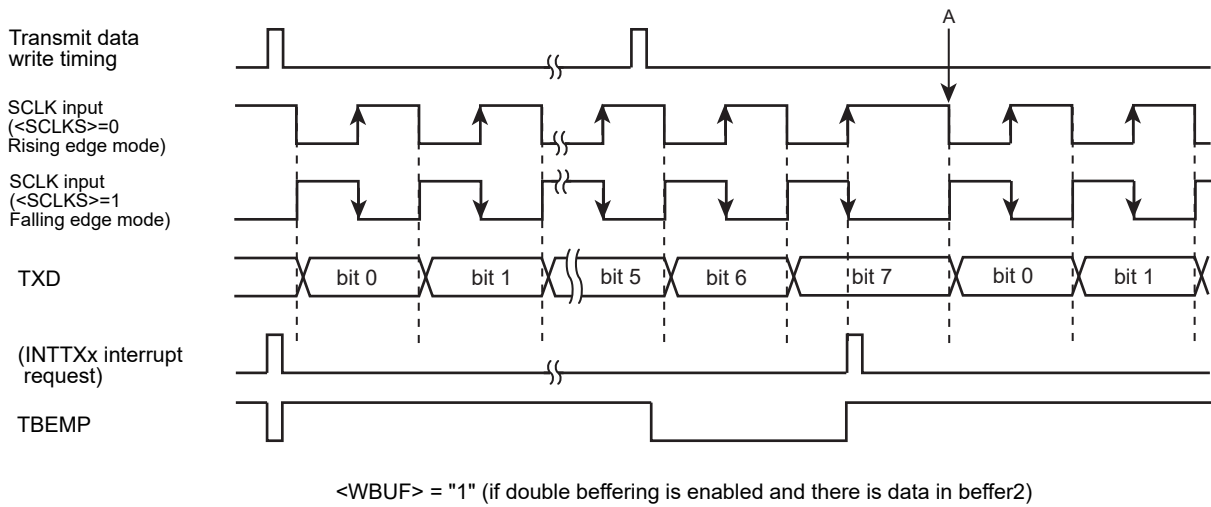 A
Transmit data
write timing
SCLK input
(<SCLKS>=0
Rising edge mode)
SCLK input
(<SCLKS>=1
Falling edge mode)
TXD
bit 0
bit 1
bit 5
bit 6
bit 7
bit 0
bit 1
(INTTXx interrupt
request)
TBEMP
<WBUF> = "1" (if double beffering is enabled and there is data in beffer2)